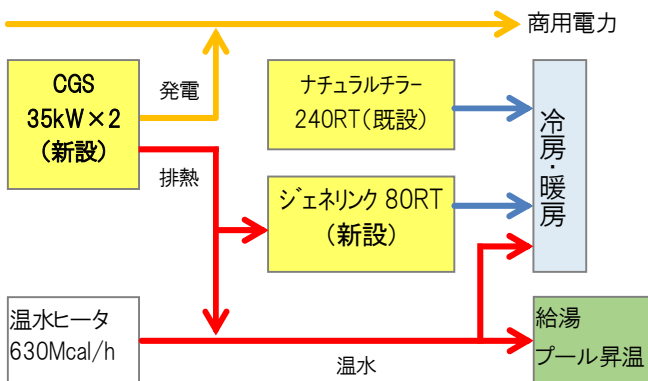 商用電力
CGS
35kW×2
(新設)
発電
排熱
ナチュラルチラー
240RT(既設)
ジェネリンク 80RT
(新設)
冷房・暖房
温水ヒータ
630Mcal/h
温水
給湯
プール昇温